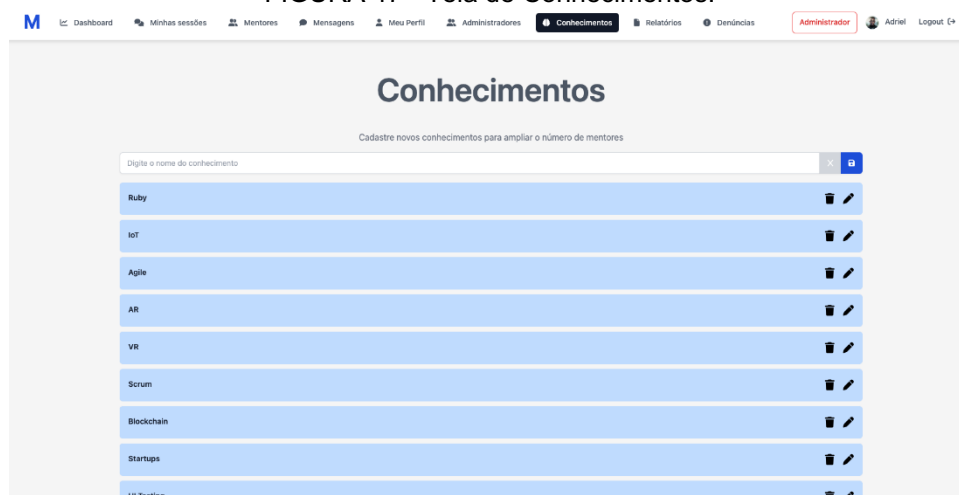 M Dashboard Minhas sessões Mentores Mensagens Meu Perfil Administradores Conhecimentos Relatórios Denúncias Administrador Adriel Logout
Conhecimentos
Cadastre novos conhecimentos para ampliar o número de mentores
Digite o nome do conhecimento X
Ruby
IoT
Agile
AR
VR
Scrum
Blockchain
Startups